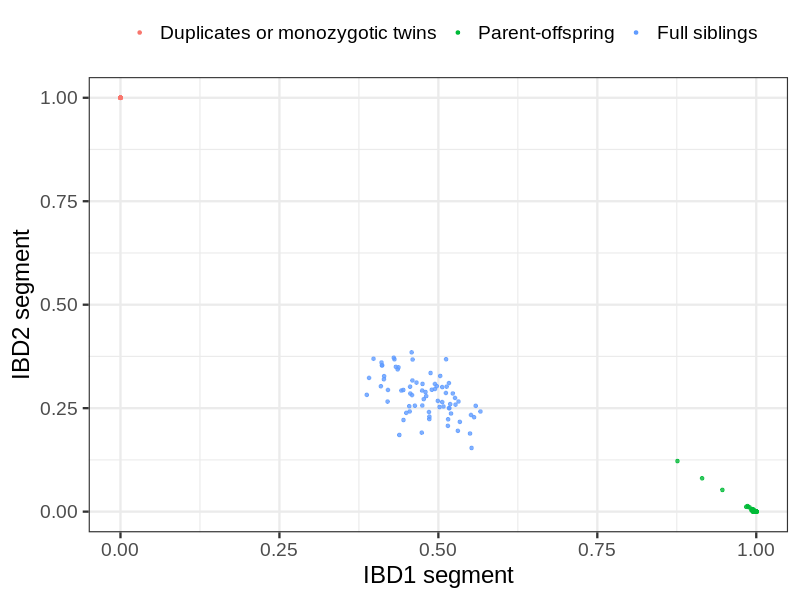 Duplicates or monozygotic twins Parent-offspring Full siblings
1.00
0.75
0.50
0.25
0.00
IBD2 segment
0.00 0.25 0.50 0.75 1.00
IBD1 segment